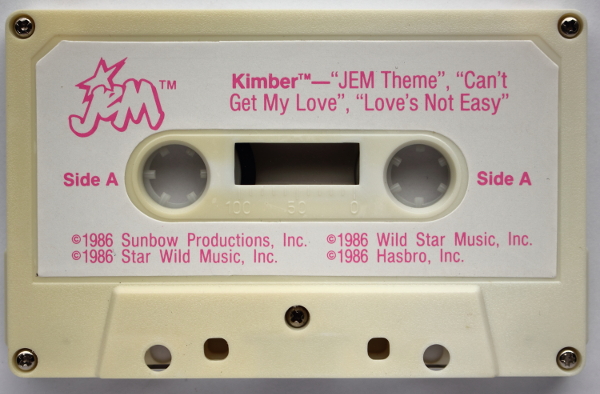 JEM™
Kimber™—“JEM Theme”, “Can't
Get My Love”, “Love's Not Easy”
Side A
Side A
100 50 0
©1986 Sunbow Productions, Inc. ©1986 Wild Star Music, Inc.
©1986 Star Wild Music, Inc. ©1986 Hasbro, Inc.